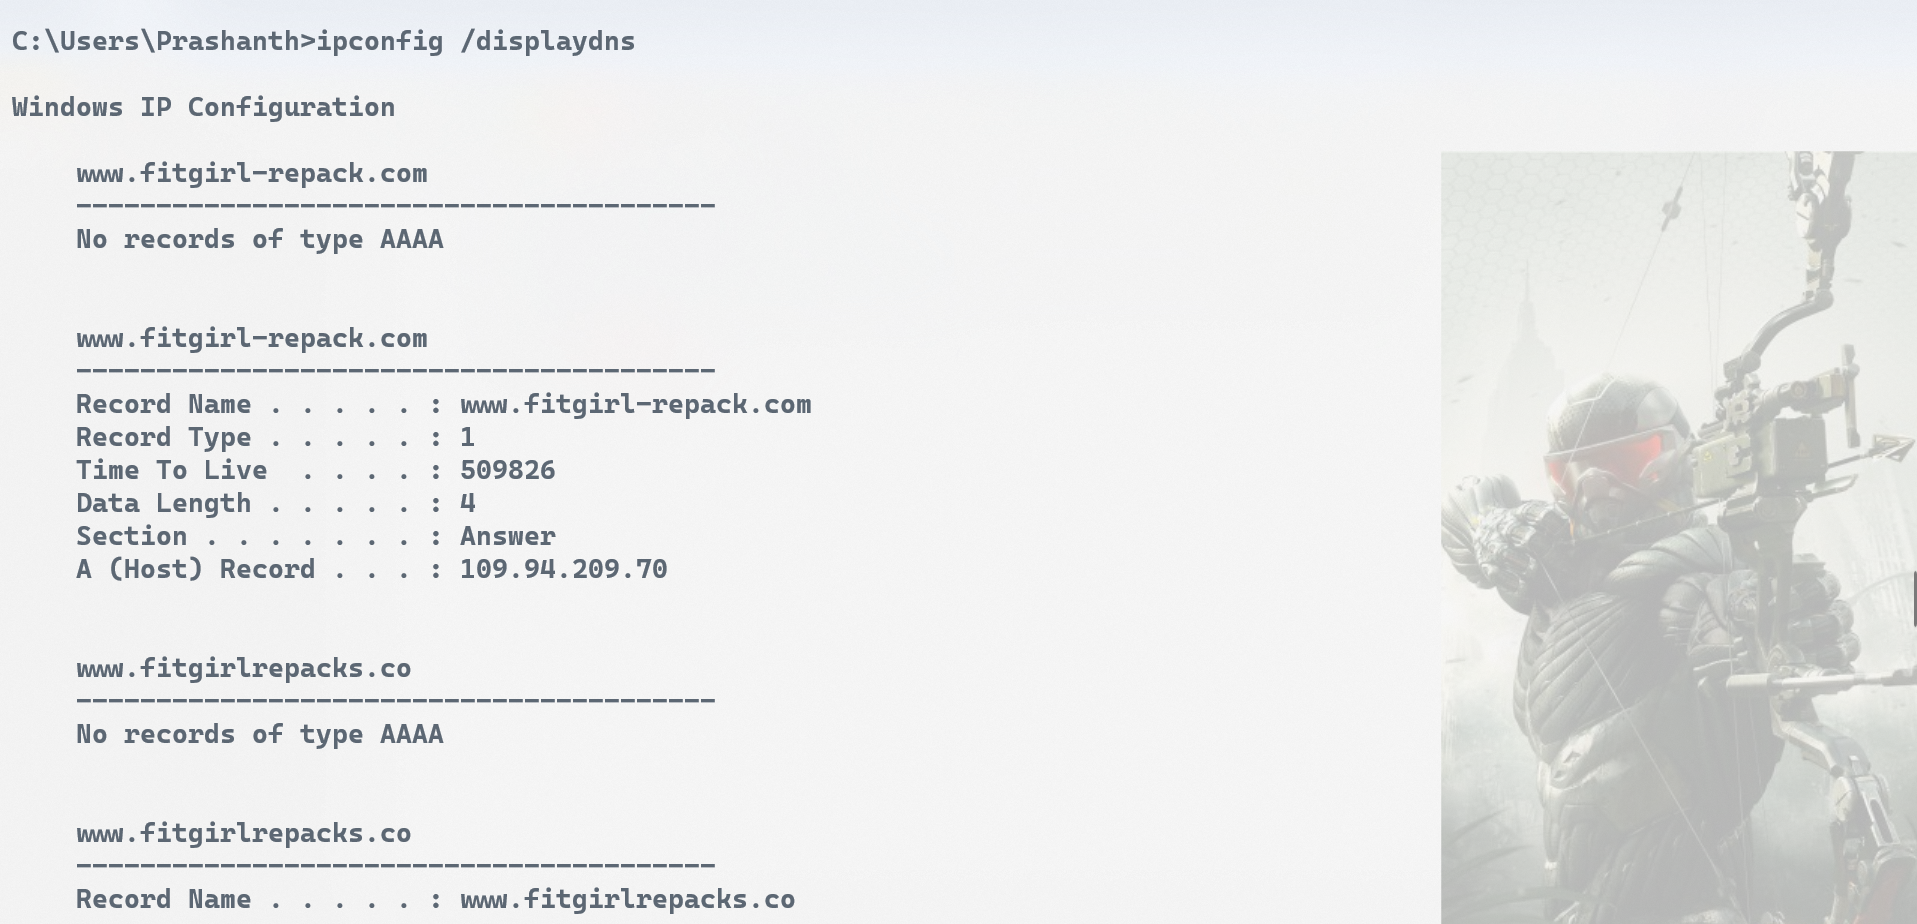 C:\Users\Prashanth>ipconfig /displaydns
Windows IP Configuration
www.fitgirl-repack.com
----------------------------------------
No records of type AAAA
www.fitgirl-repack.com
----------------------------------------
Record Name . . . . . : www.fitgirl-repack.com
Record Type . . . . . : 1
Time To Live  . . . . : 509826
Data Length . . . . . : 4
Section . . . . . . . : Answer
A (Host) Record . . . : 109.94.209.70
www.fitgirlrepacks.co
----------------------------------------
No records of type AAAA
www.fitgirlrepacks.co
----------------------------------------
Record Name . . . . . : www.fitgirlrepacks.co